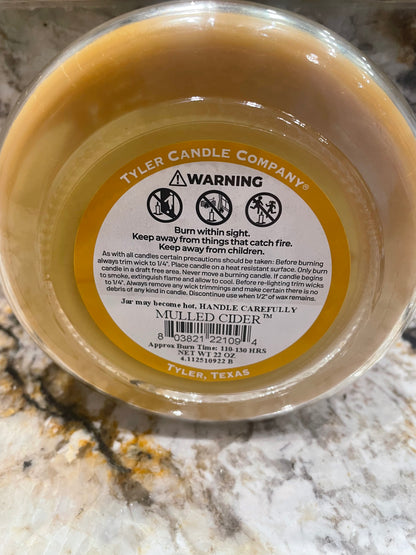 TYLER CANDLE COMPANY®
WARNING
Burn within sight.
Keep away from things that catch fire.
Keep away from children.
As with all candles certain precautions should be taken: Before burning
always trim wick to 1/4". Place candle on a heat resistant surface. Only burn
candle in a draft free area. Never move a burning candle. If candle begins
to smoke, extinguish flame and allow to cool. Before re-lighting trim wicks
to 1/4". Always remove any wick trimmings and make certain there is no
debris of any kind in candle. Discontinue use when 1/2" of wax remains.
Jar may become hot, HANDLE CAREFULLY
MULLED CIDER™
8 03821 22109 4
Approx Burn Time: 110-130 HRS
NET WT 22 OZ
4.112510922 B
TYLER, TEXAS